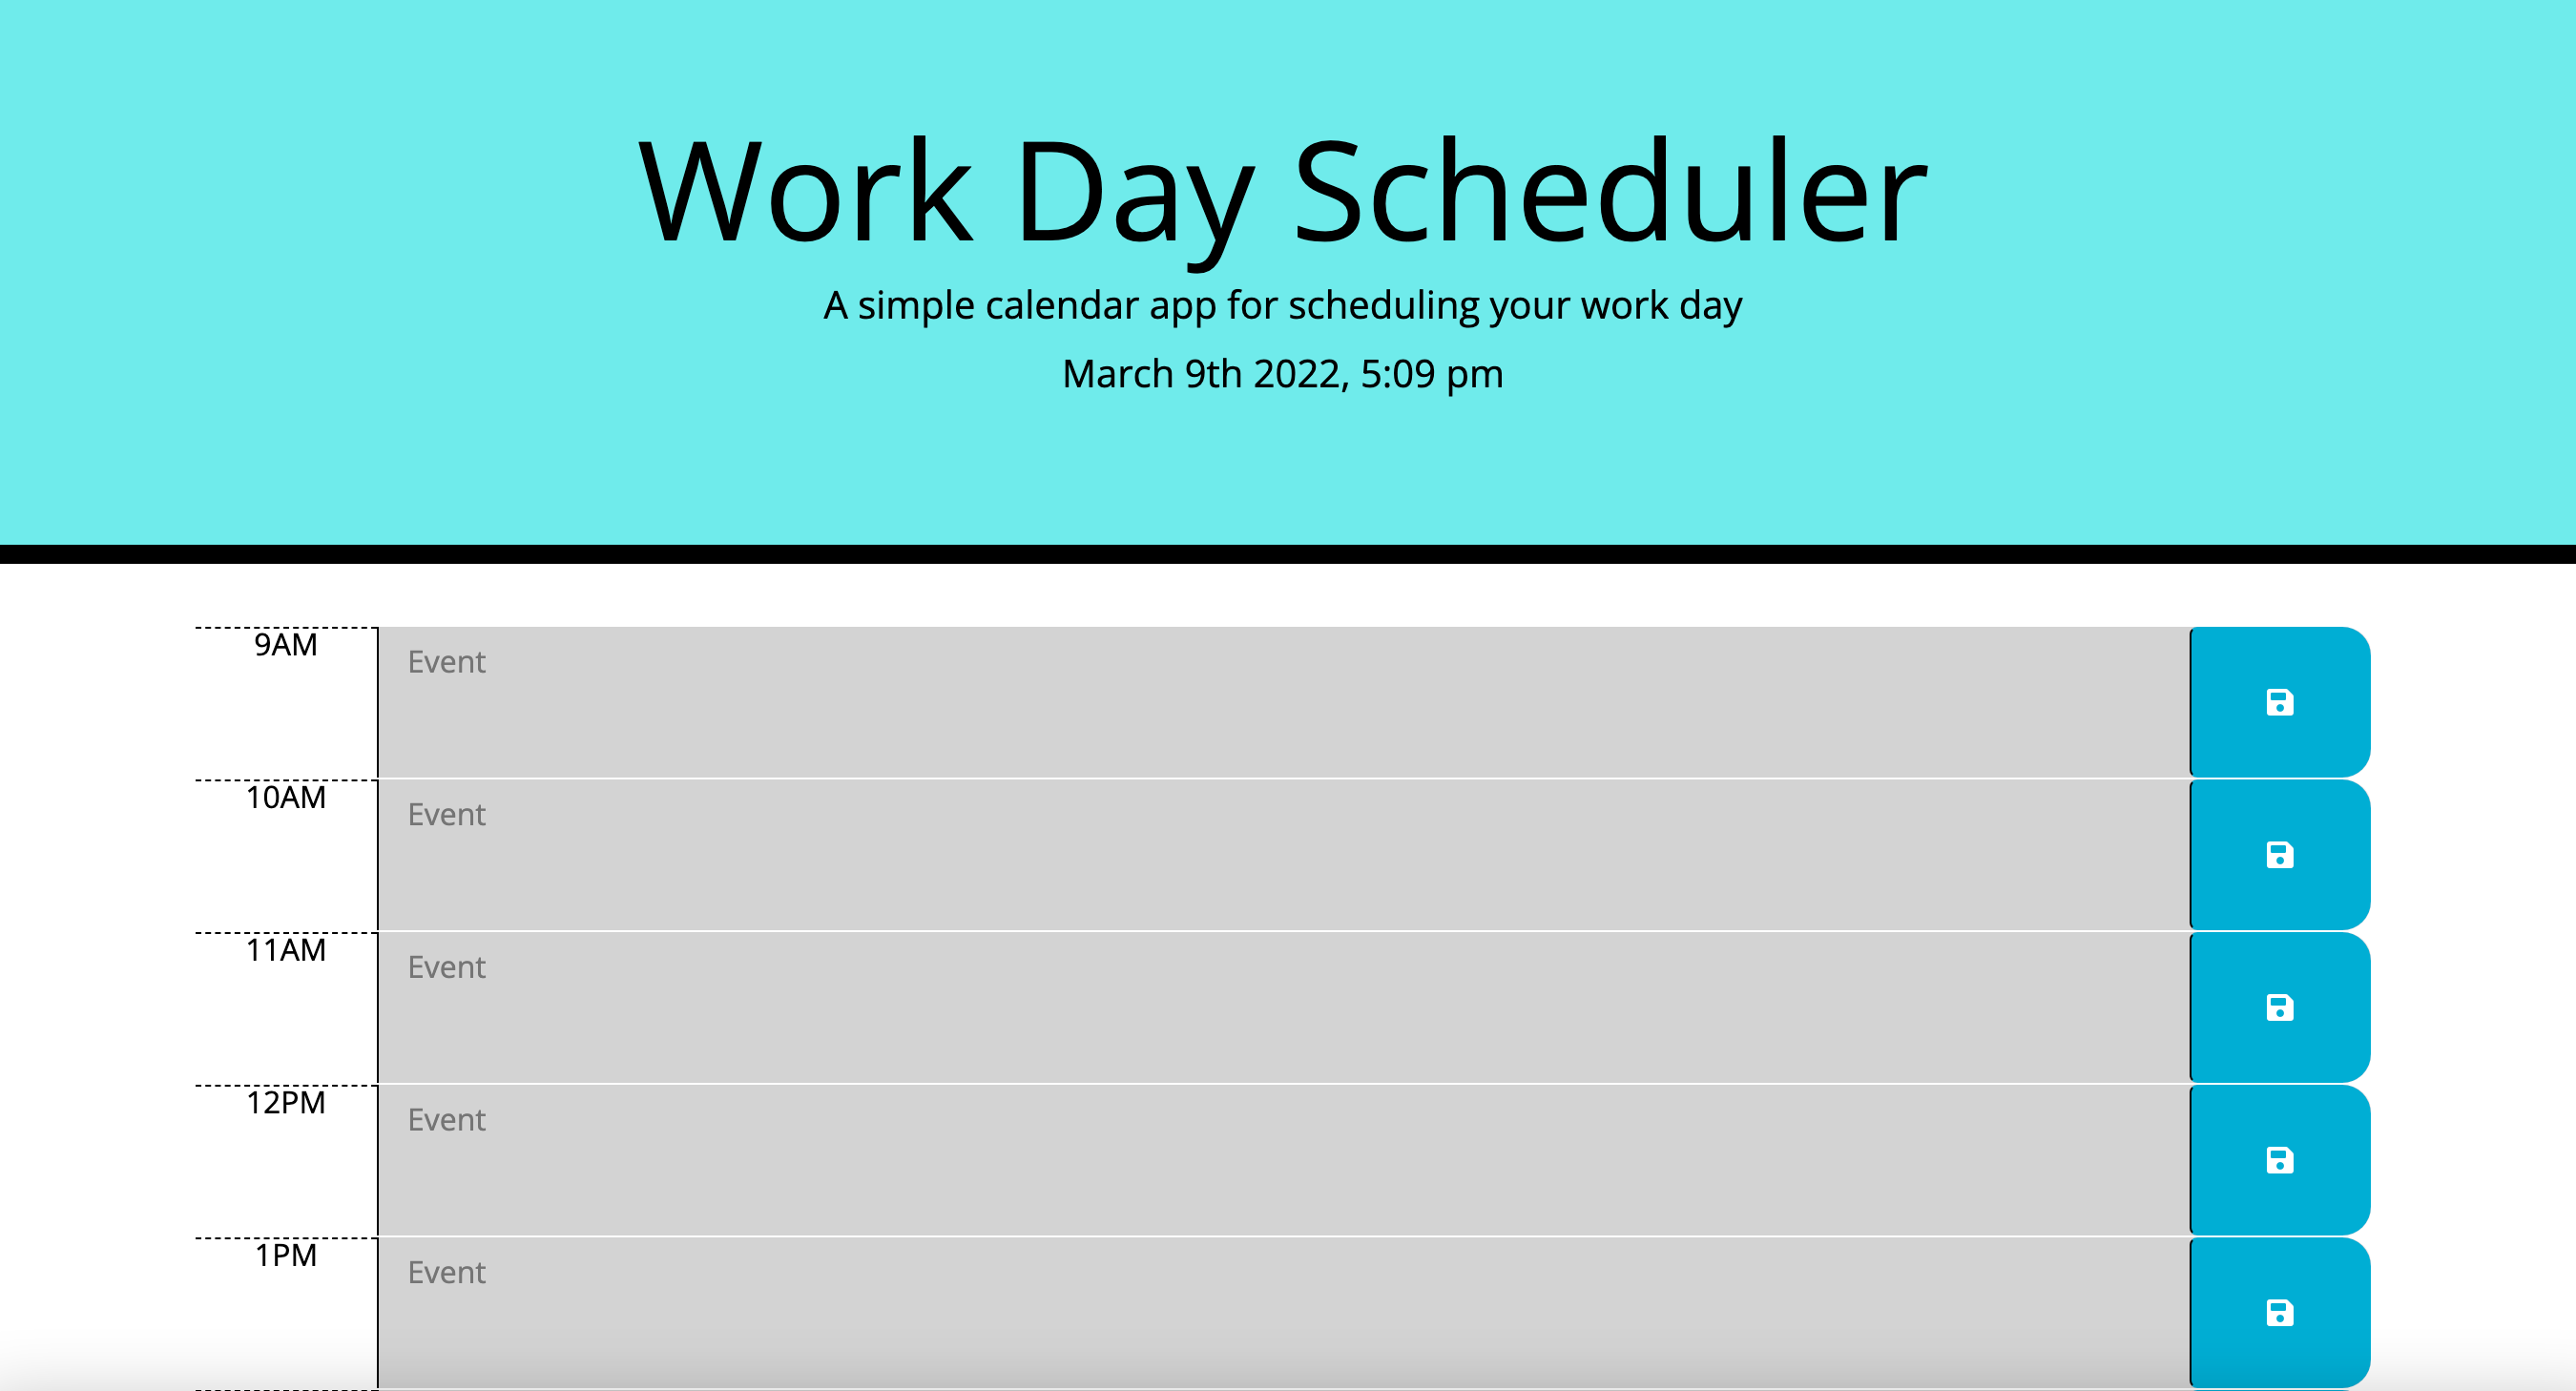 Work Day Scheduler
A simple calendar app for scheduling your work day
March 9th 2022, 5:09 pm
9AM
Event
10AM
Event
11AM
Event
12PM
Event
1PM
Event